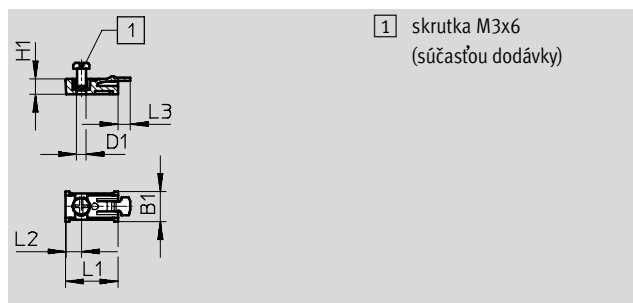 1
H1
L3
D1
B1
L2
L1
1 skrutka M3x6
(súčasťou dodávky)